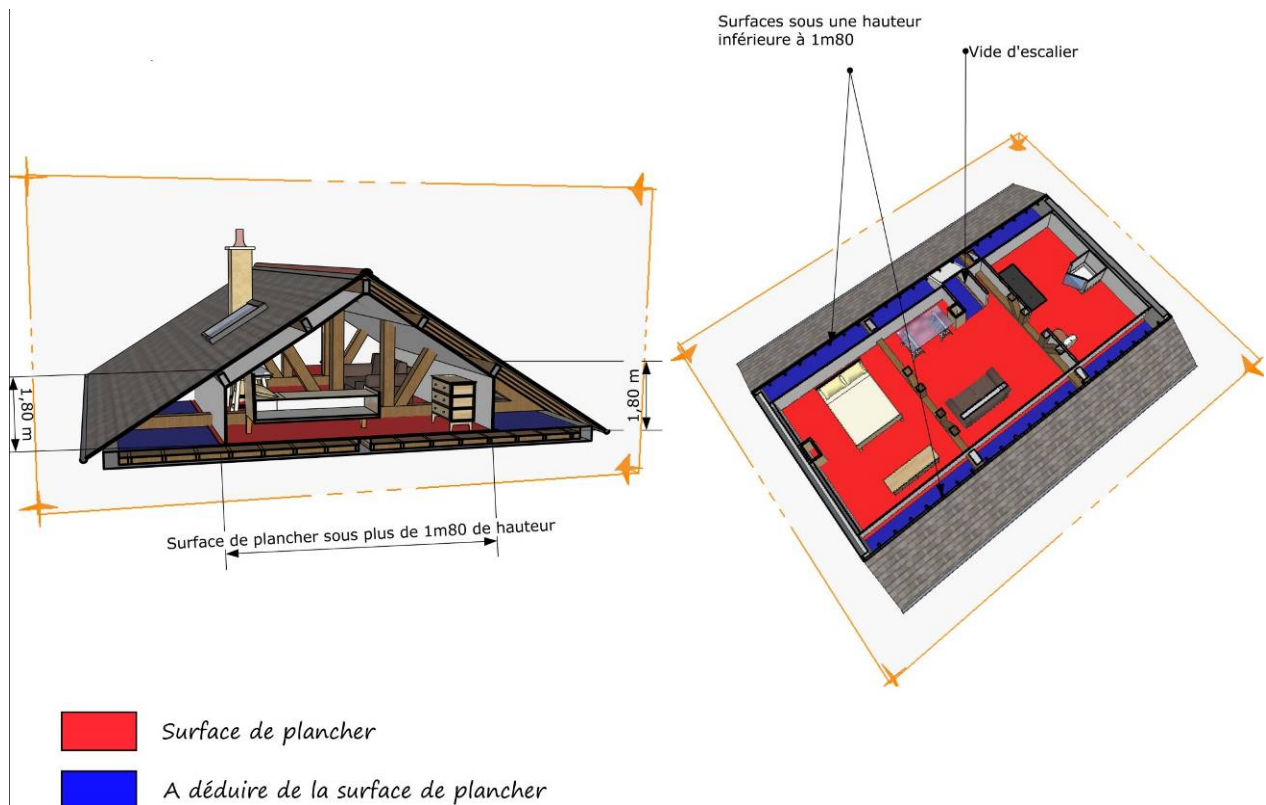 Surfaces sous une hauteur
inférieure à 1m80
Vide d'escalier
1,80 m
1,80 m
Surface de plancher sous plus de 1m80 de hauteur
Surface de plancher
A déduire de la surface de plancher